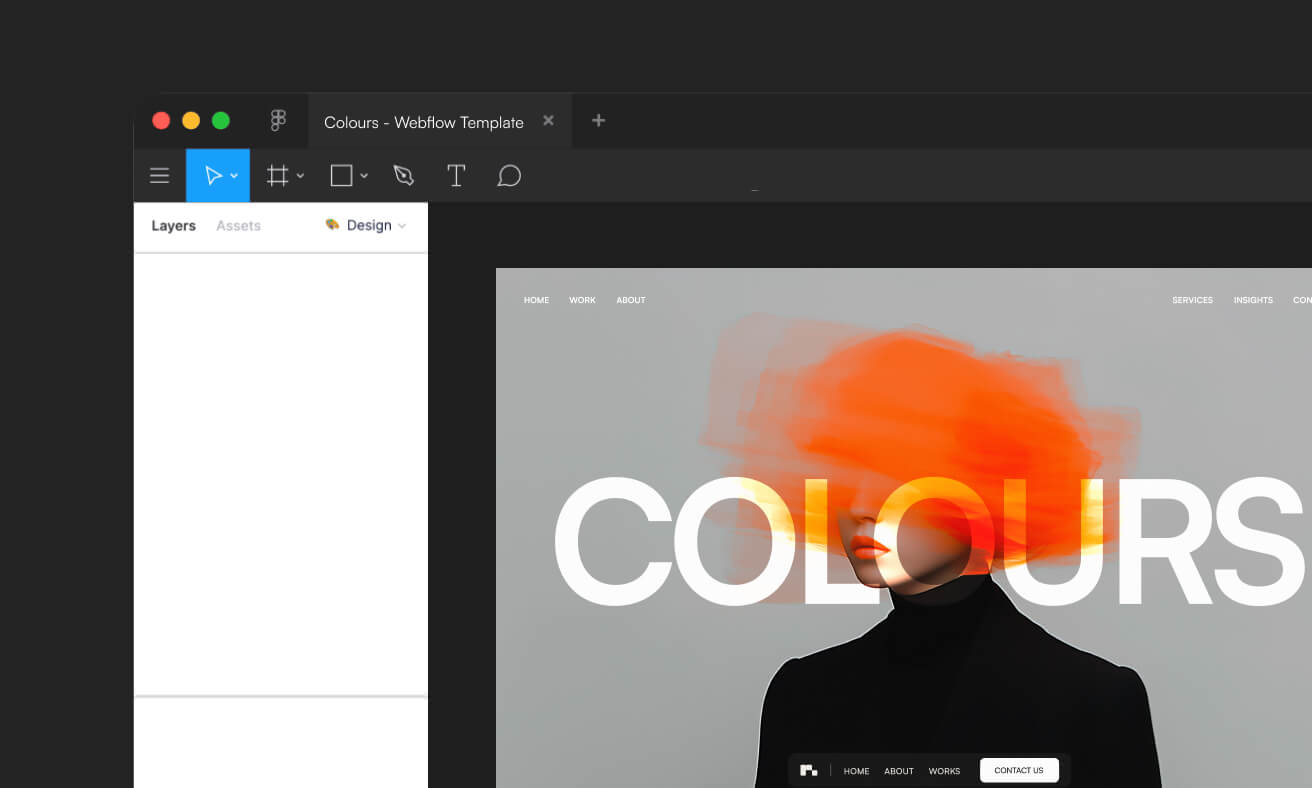 Colours - Webflow Template
Layers Assets Design
HOME WORK ABOUT SERVICES INSIGHTS CON
COLOURS
HOME ABOUT WORKS CONTACT US